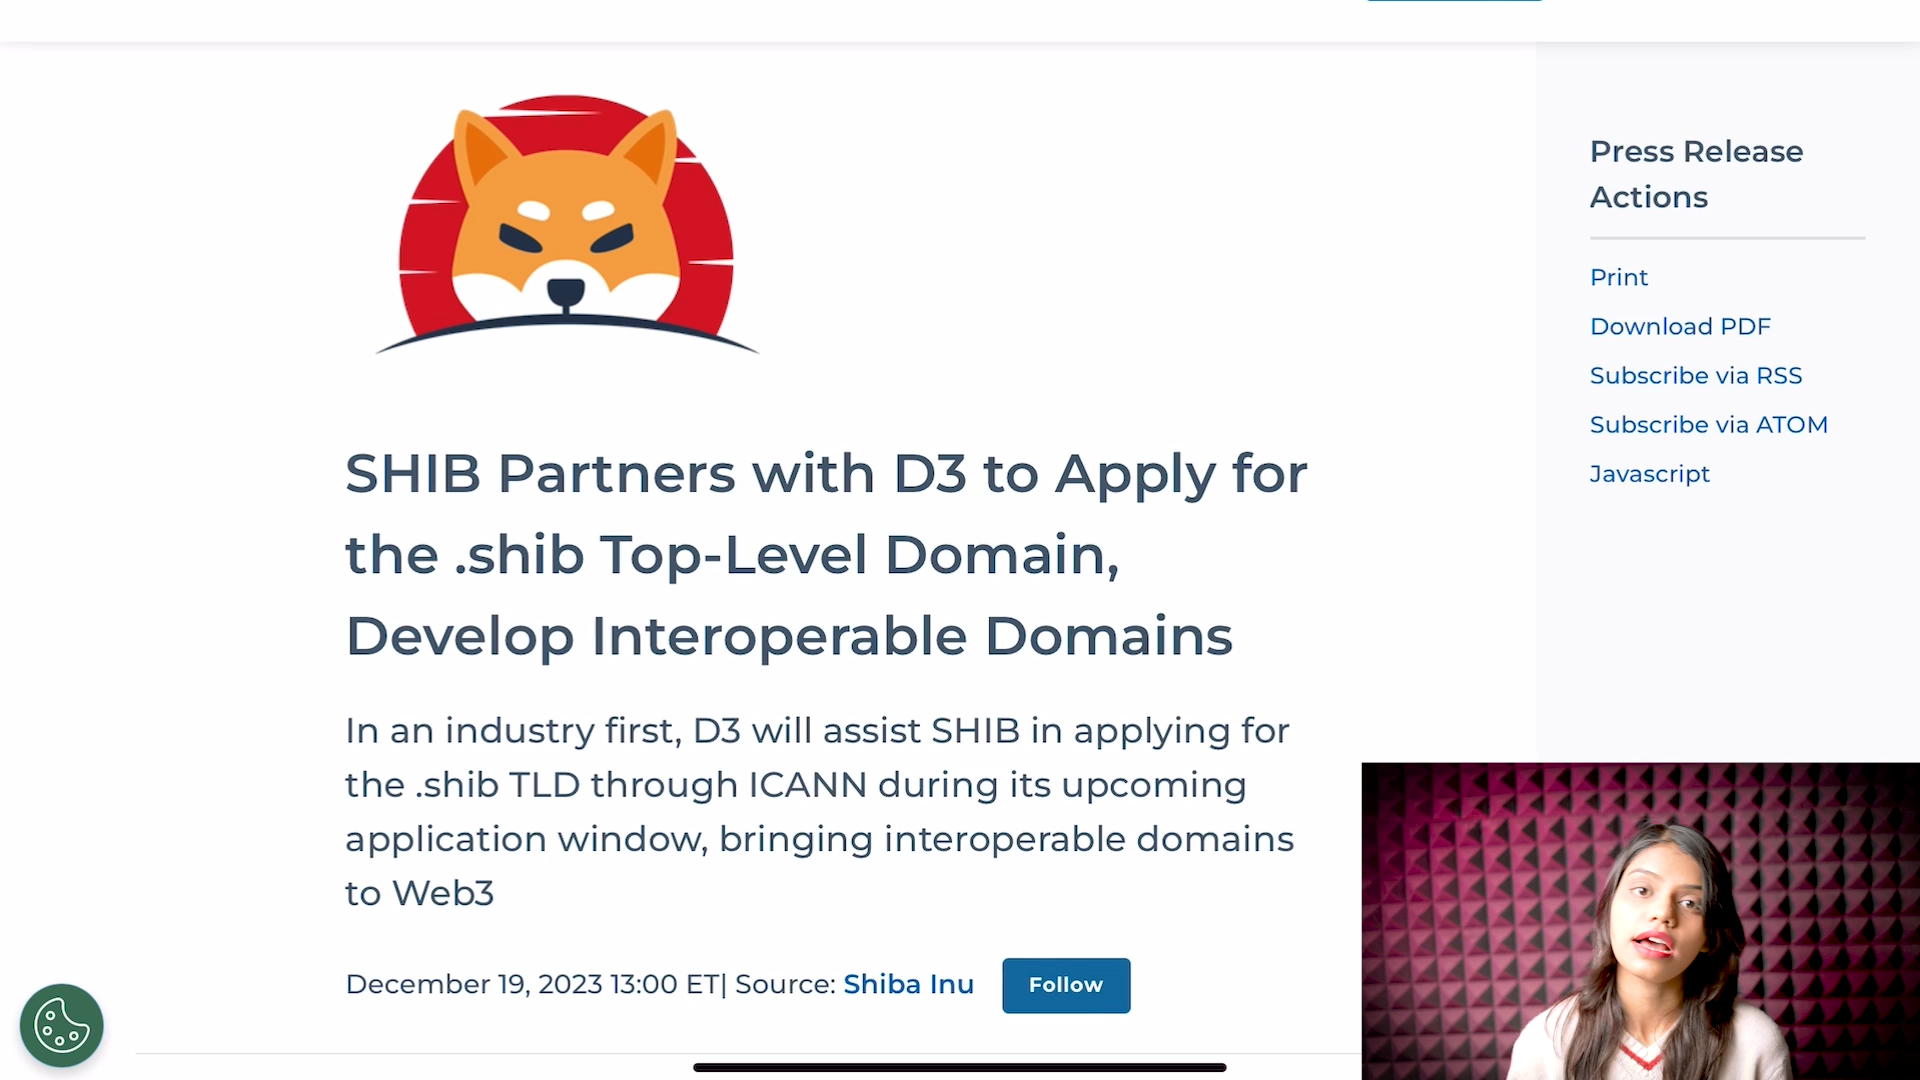 SHIB Partners with D3 to Apply for
the .shib Top-Level Domain,
Develop Interoperable Domains
In an industry first, D3 will assist SHIB in applying for
the .shib TLD through ICANN during its upcoming
application window, bringing interoperable domains
to Web3
December 19, 2023 13:00 ET| Source: Shiba Inu
Follow
Press Release
Actions
Print
Download PDF
Subscribe via RSS
Subscribe via ATOM
Javascript